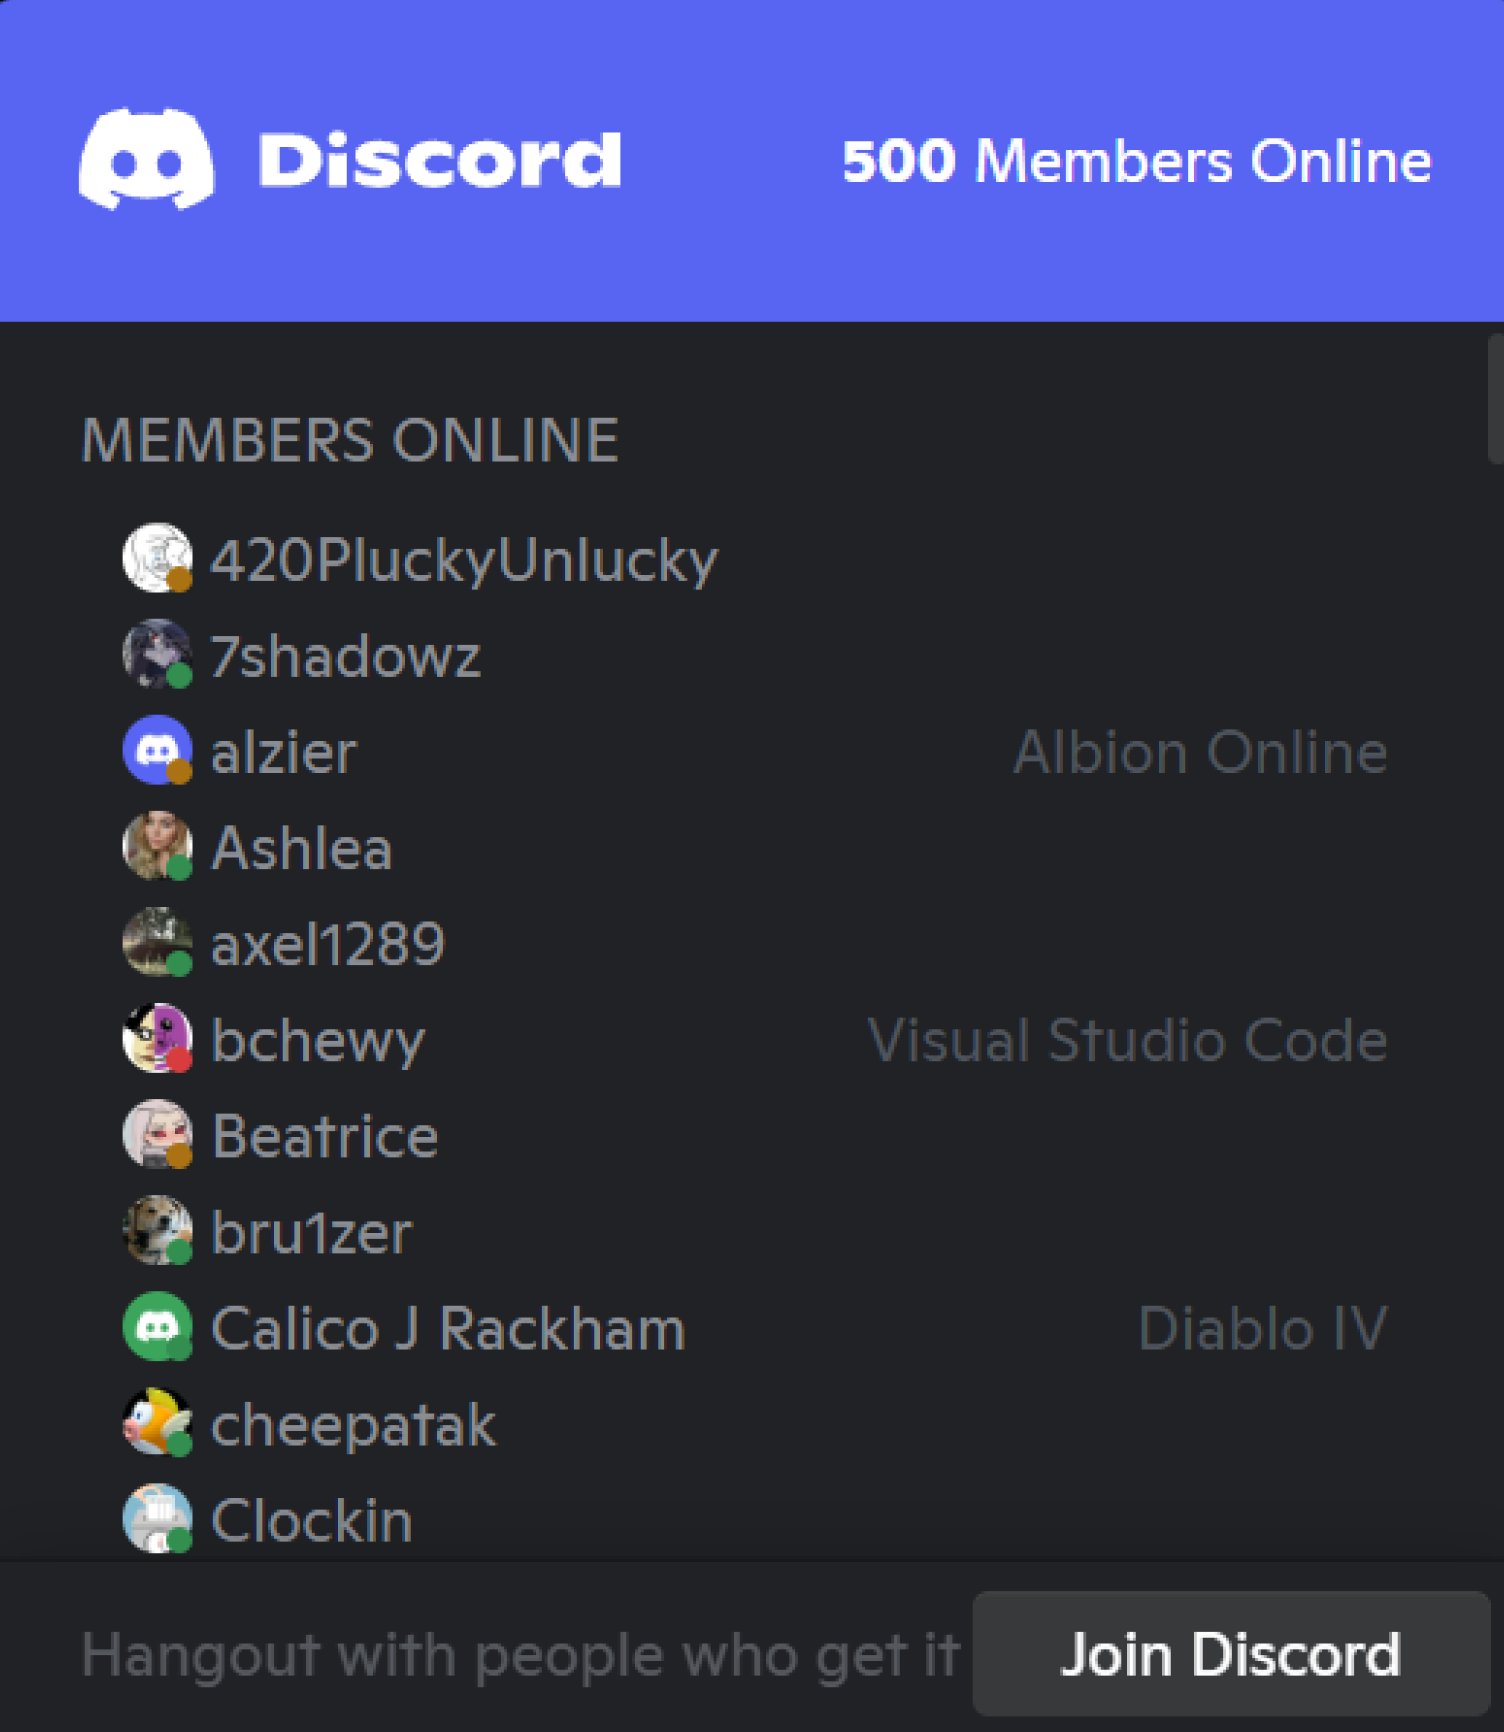 Discord
500 Members Online
MEMBERS ONLINE
420PluckyUnlucky
7shadowz
alzier Albion Online
Ashlea
axel1289
bchewy Visual Studio Code
Beatrice
bru1zer
Calico J Rackham Diablo IV
cheepatak
Clockin
Hangout with people who get it
Join Discord